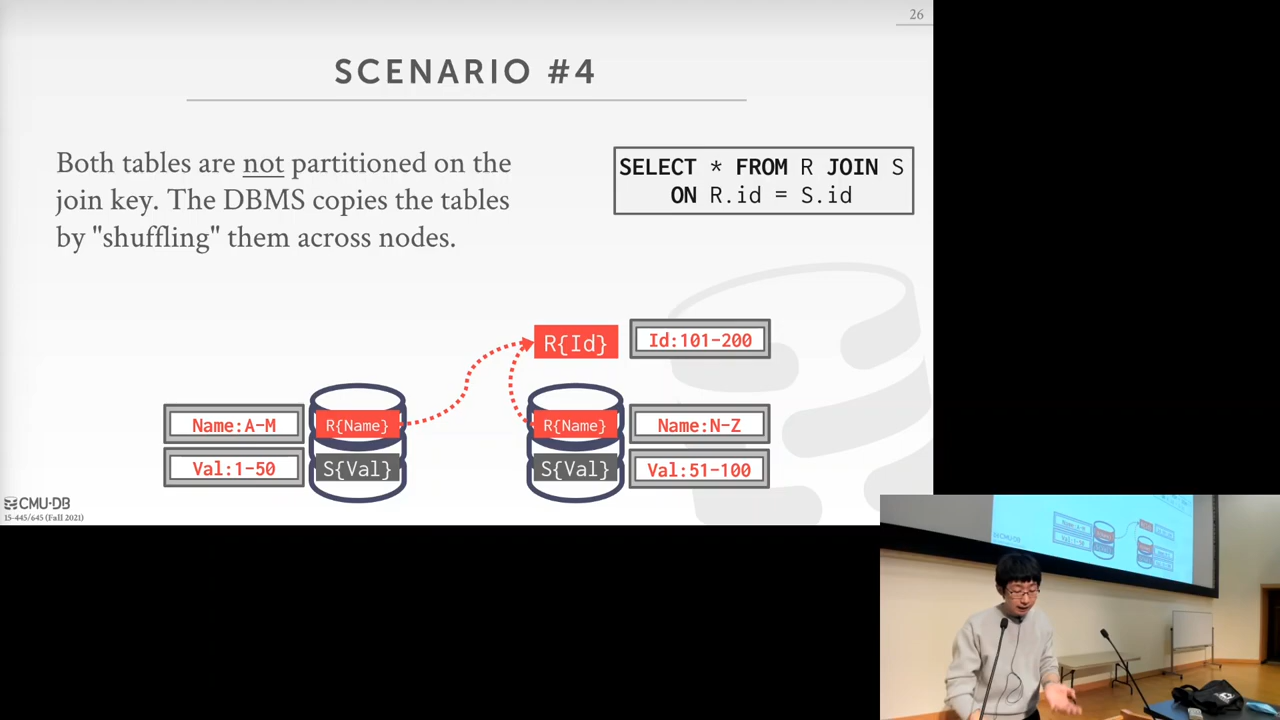 26
SCENARIO #4
Both tables are not partitioned on the
join key. The DBMS copies the tables
by "shuffling" them across nodes.
SELECT * FROM R JOIN S
ON R.id = S.id
R{Id}
Id:101-200
Name:A-M
R{Name}
R{Name}
Name:N-Z
Val:1-50
S{Val}
S{Val}
Val:51-100
CMU·DB
15-445/645 (Fall 2021)